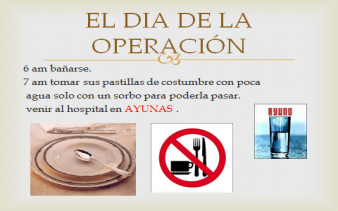 EL DIA DE LA
OPERACIÓN
6 am bañarse.
7 am tomar sus pastillas de costumbre con poca
agua solo con un sorbo para poderla pasar.
venir al hospital en AYUNAS .
AYUNO